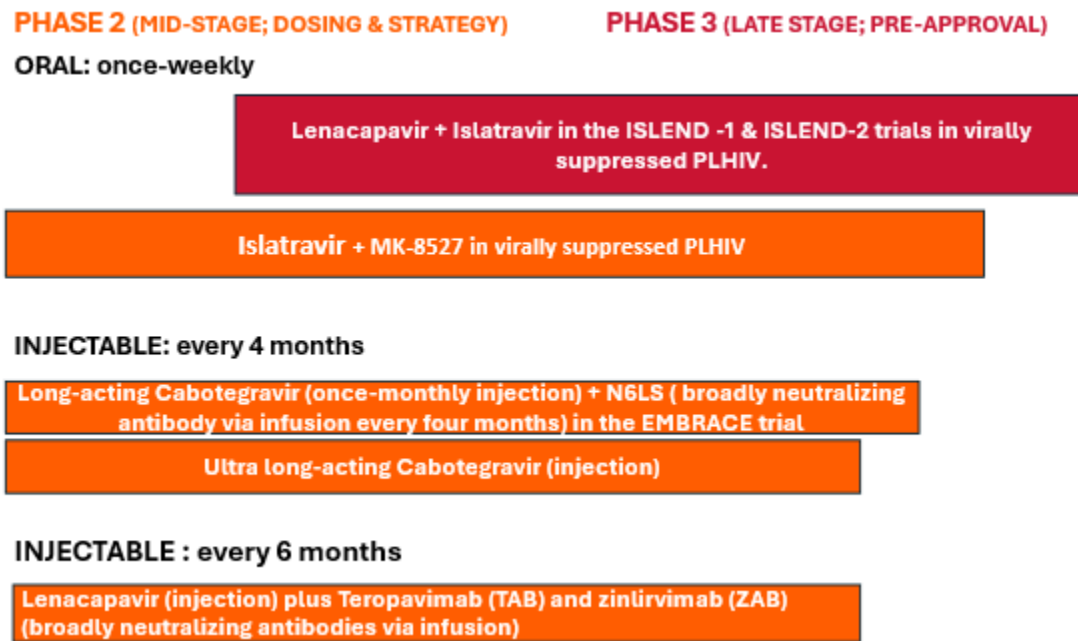 PHASE 2 (MID-STAGE; DOSING & STRATEGY)
PHASE 3 (LATE STAGE; PRE-APPROVAL)
ORAL: once-weekly
Lenacapavir + Islatravir in the ISLEND -1 & ISLEND-2 trials in virally
suppressed PLHIV.
Islatravir + MK-8527 in virally suppressed PLHIV
INJECTABLE: every 4 months
Long-acting Cabotegravir (once-monthly injection) + N6LS ( broadly neutralizing
antibody via infusion every four months) in the EMBRACE trial
Ultra long-acting Cabotegravir (injection)
INJECTABLE : every 6 months
Lenacapavir (injection) plus Teropavimab (TAB) and zinlirvimab (ZAB)
(broadly neutralizing antibodies via infusion)